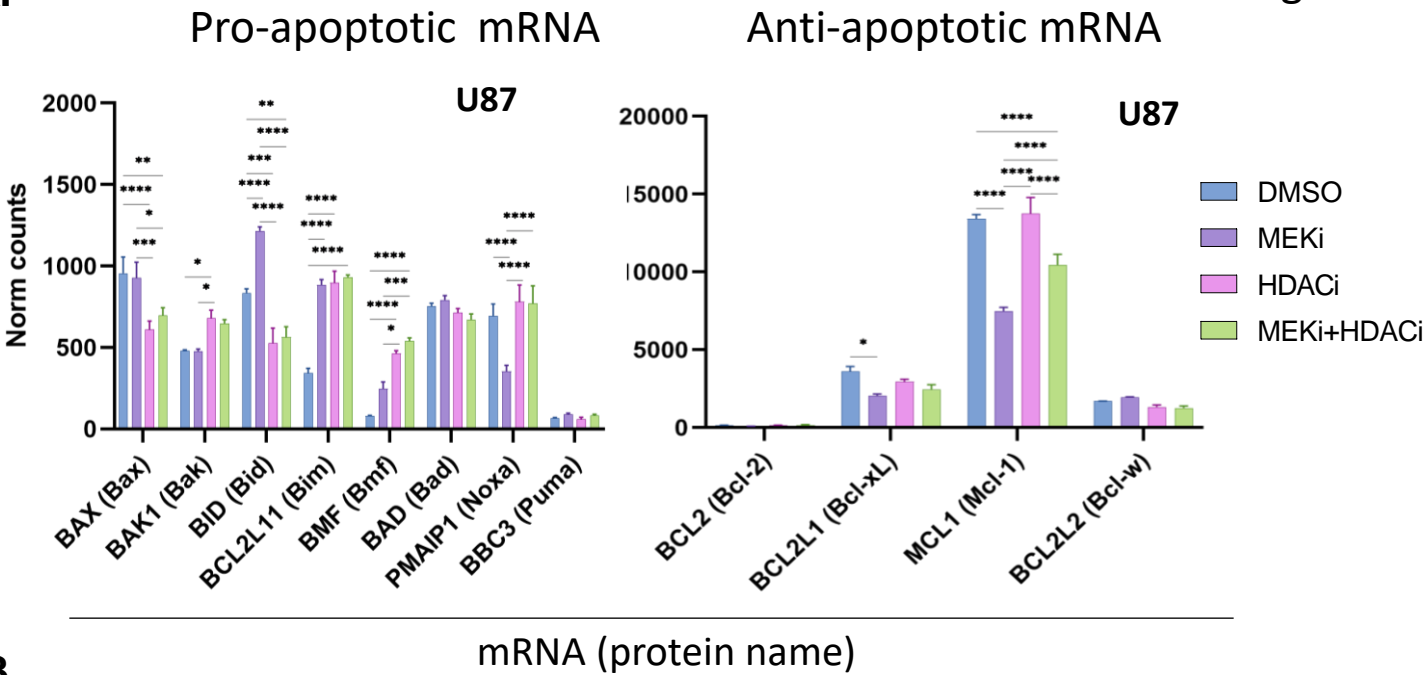 Pro-apoptotic mRNA
Anti-apoptotic mRNA
U87
U87
Norm counts
2000
1500
1000
500
0
** **** * ***
* *
** **** *** **** ****
**** **** ****
**** *** **** *
**** **** ****
20000
15000
10000
5000
0
*
**** **** **** **** ****
DMSO
MEKi
HDACi
MEKi+HDACi
BAX (Bax)
BAK1 (Bak)
BID (Bid)
BCL2L11 (Bim)
BMF (Bmf)
BAD (Bad)
PMAIP1 (Noxa)
BBC3 (Puma)
BCL2 (Bcl-2)
BCL2L1 (Bcl-xL)
MCL1 (Mcl-1)
BCL2L2 (Bcl-w)
mRNA (protein name)